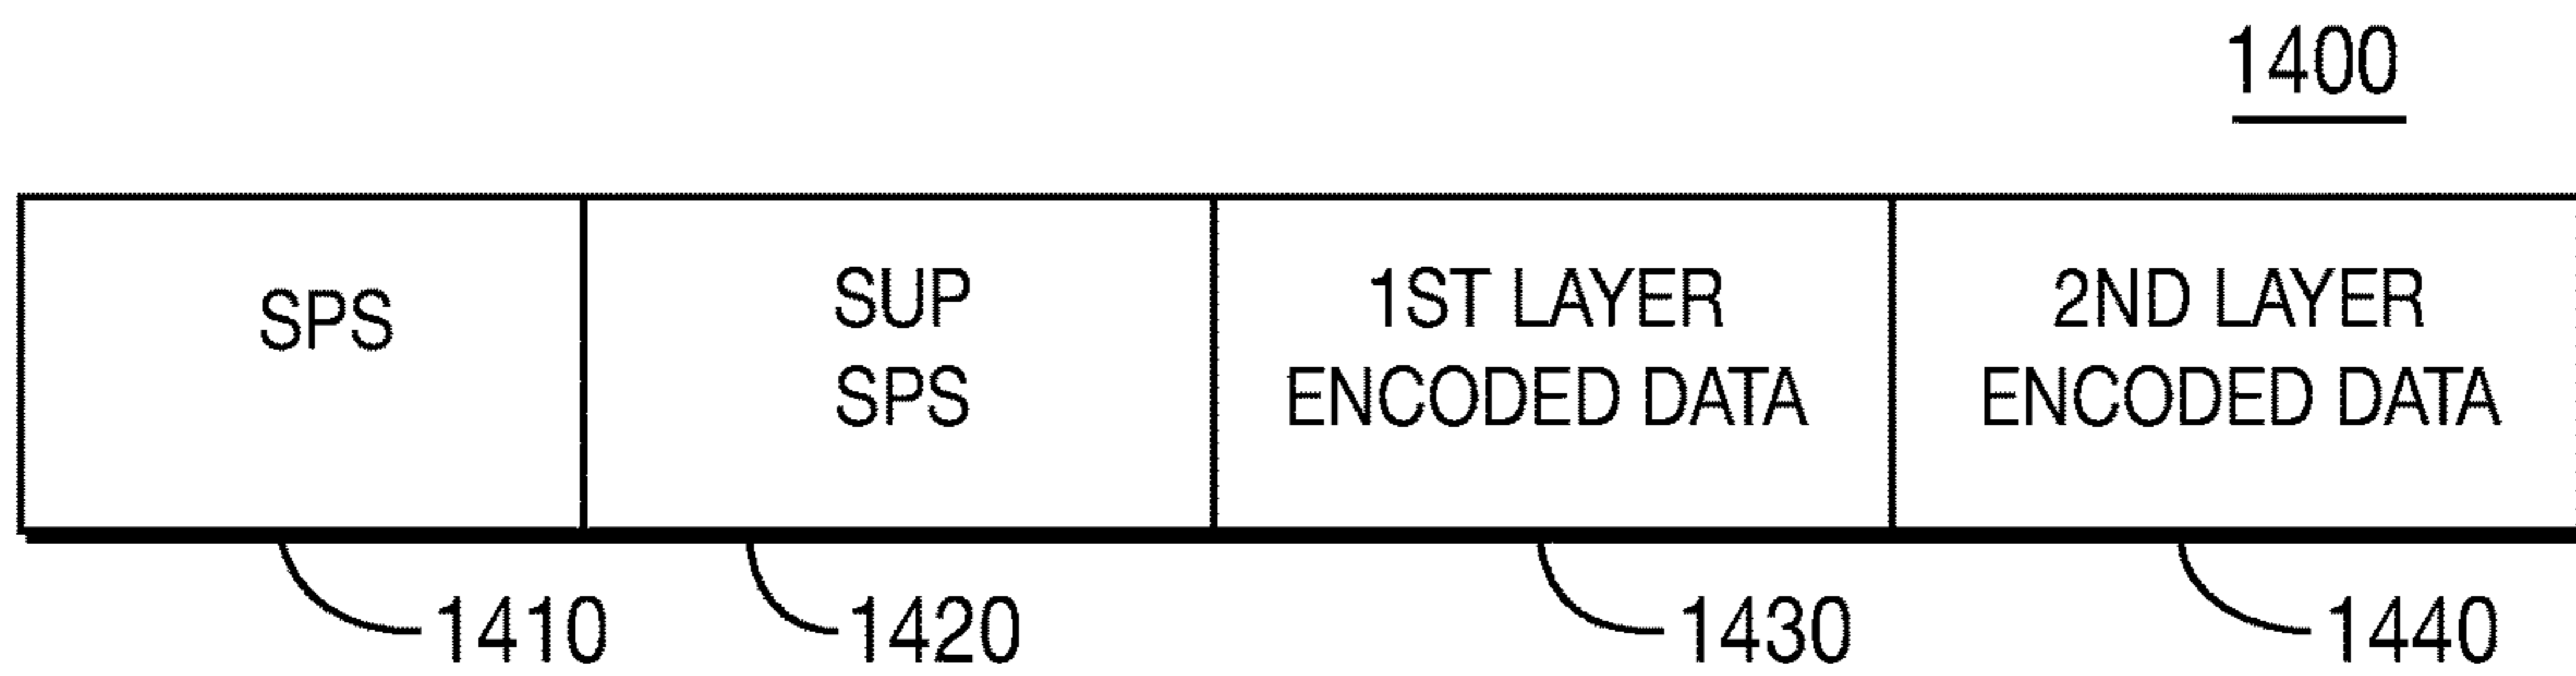 1400
SPS
SUP
SPS
1ST LAYER
ENCODED DATA
2ND LAYER
ENCODED DATA
1410
1420
1430
1440